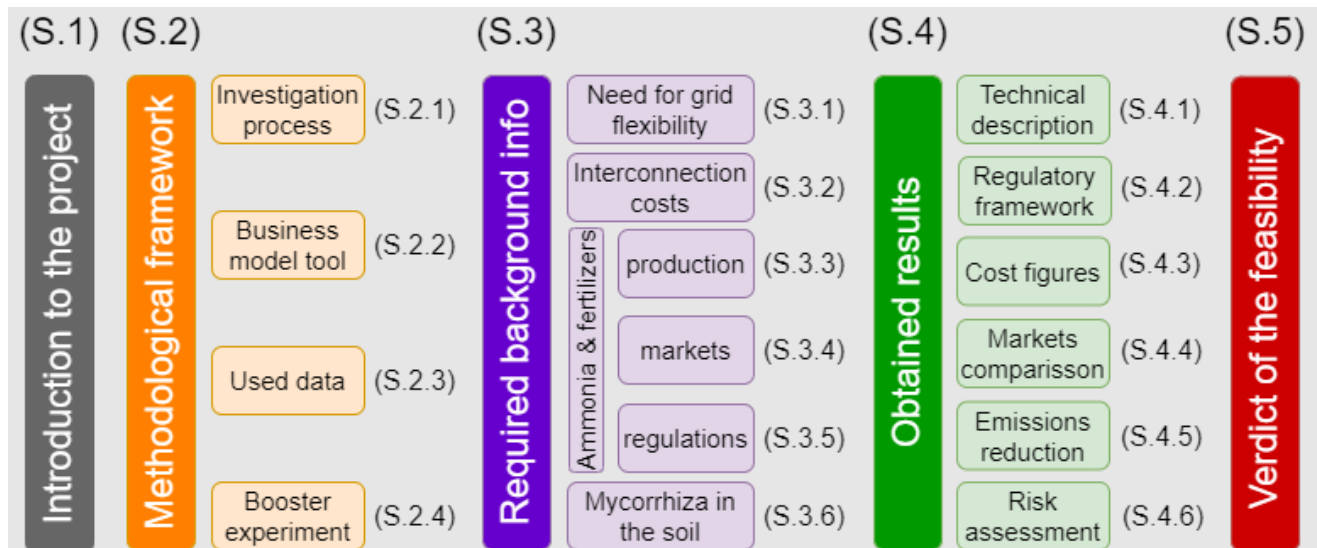 (S.1)
Introduction to the project
(S.2)
Methodological framework
Investigation
process
(S.2.1)
Business
model tool
(S.2.2)
Used data
(S.2.3)
Booster
experiment
(S.2.4)
(S.3)
Required background info
Need for grid
flexibility
(S.3.1)
Interconnection
costs
(S.3.2)
Ammonia & fertilizers
production
(S.3.3)
markets
(S.3.4)
regulations
(S.3.5)
Mycorrhiza in
the soil
(S.3.6)
(S.4)
Obtained results
Technical
description
(S.4.1)
Regulatory
framework
(S.4.2)
Cost figures
(S.4.3)
Markets
comparisson
(S.4.4)
Emissions
reduction
(S.4.5)
Risk
assessment
(S.4.6)
(S.5)
Verdict of the feasibility